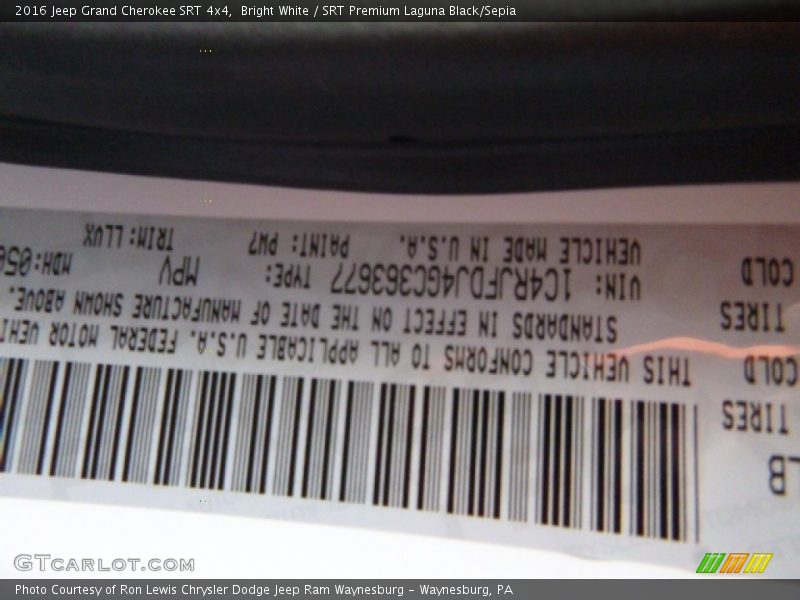 2016 Jeep Grand Cherokee SRT 4x4, Bright White / SRT Premium Laguna Black/Sepia
LB
TIRES
COLD
THIS VEHICLE CONFORMS TO ALL APPLICABLE U.S.A. FEDERAL MOTOR
TIRES
STANDARDS IN EFFECT ON THE DATE OF MANUFACTURE SHOWN ABOVE.
COLD
VIN: 1C4RJFDJ4GC363677 TYPE: MPV MDH:
VEHICLE MADE IN U.S.A. PAINT: PW7 TRIM: LLVX
GTCARLOT.COM
Photo Courtesy of Ron Lewis Chrysler Dodge Jeep Ram Waynesburg - Waynesburg, PA